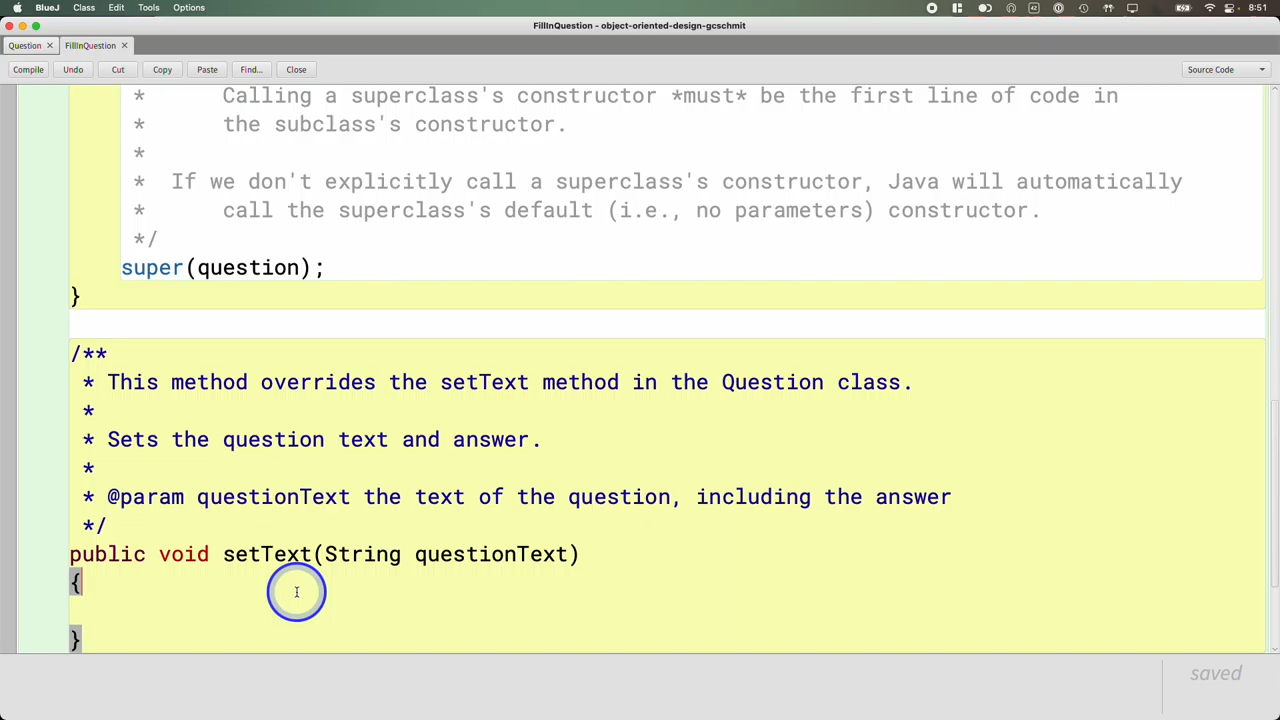 BlueJ Class Edit Tools Options 8:51
FillInQuestion - object-oriented-design-gcschmit
Question FillInQuestion
Compile Undo Cut Copy Paste Find... Close Source Code
* Calling a superclass's constructor *must* be the first line of code in
* the subclass's constructor.
*
* If we don't explicitly call a superclass's constructor, Java will automatically
* call the superclass's default (i.e., no parameters) constructor.
*/
super(question);
}
/**
* This method overrides the setText method in the Question class.
*
* Sets the question text and answer.
*
* @param questionText the text of the question, including the answer
*/
public void setText(String questionText)
{
}
saved